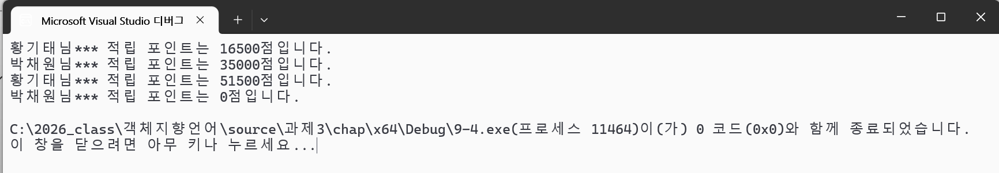 Microsoft Visual Studio 디버그
황기태님*** 적립 포인트는 16500점입니다.
박채원님*** 적립 포인트는 35000점입니다.
황기태님*** 적립 포인트는 51500점입니다.
박채원님*** 적립 포인트는 0점입니다.
C:\2026_class\객체지향언어\source\과제3\chap\x64\Debug\9-4.exe(프로세스 11464)이(가) 0 코드(0x0)와 함께 종료되었습니다.
이 창을 닫으려면 아무 키나 누르세요...